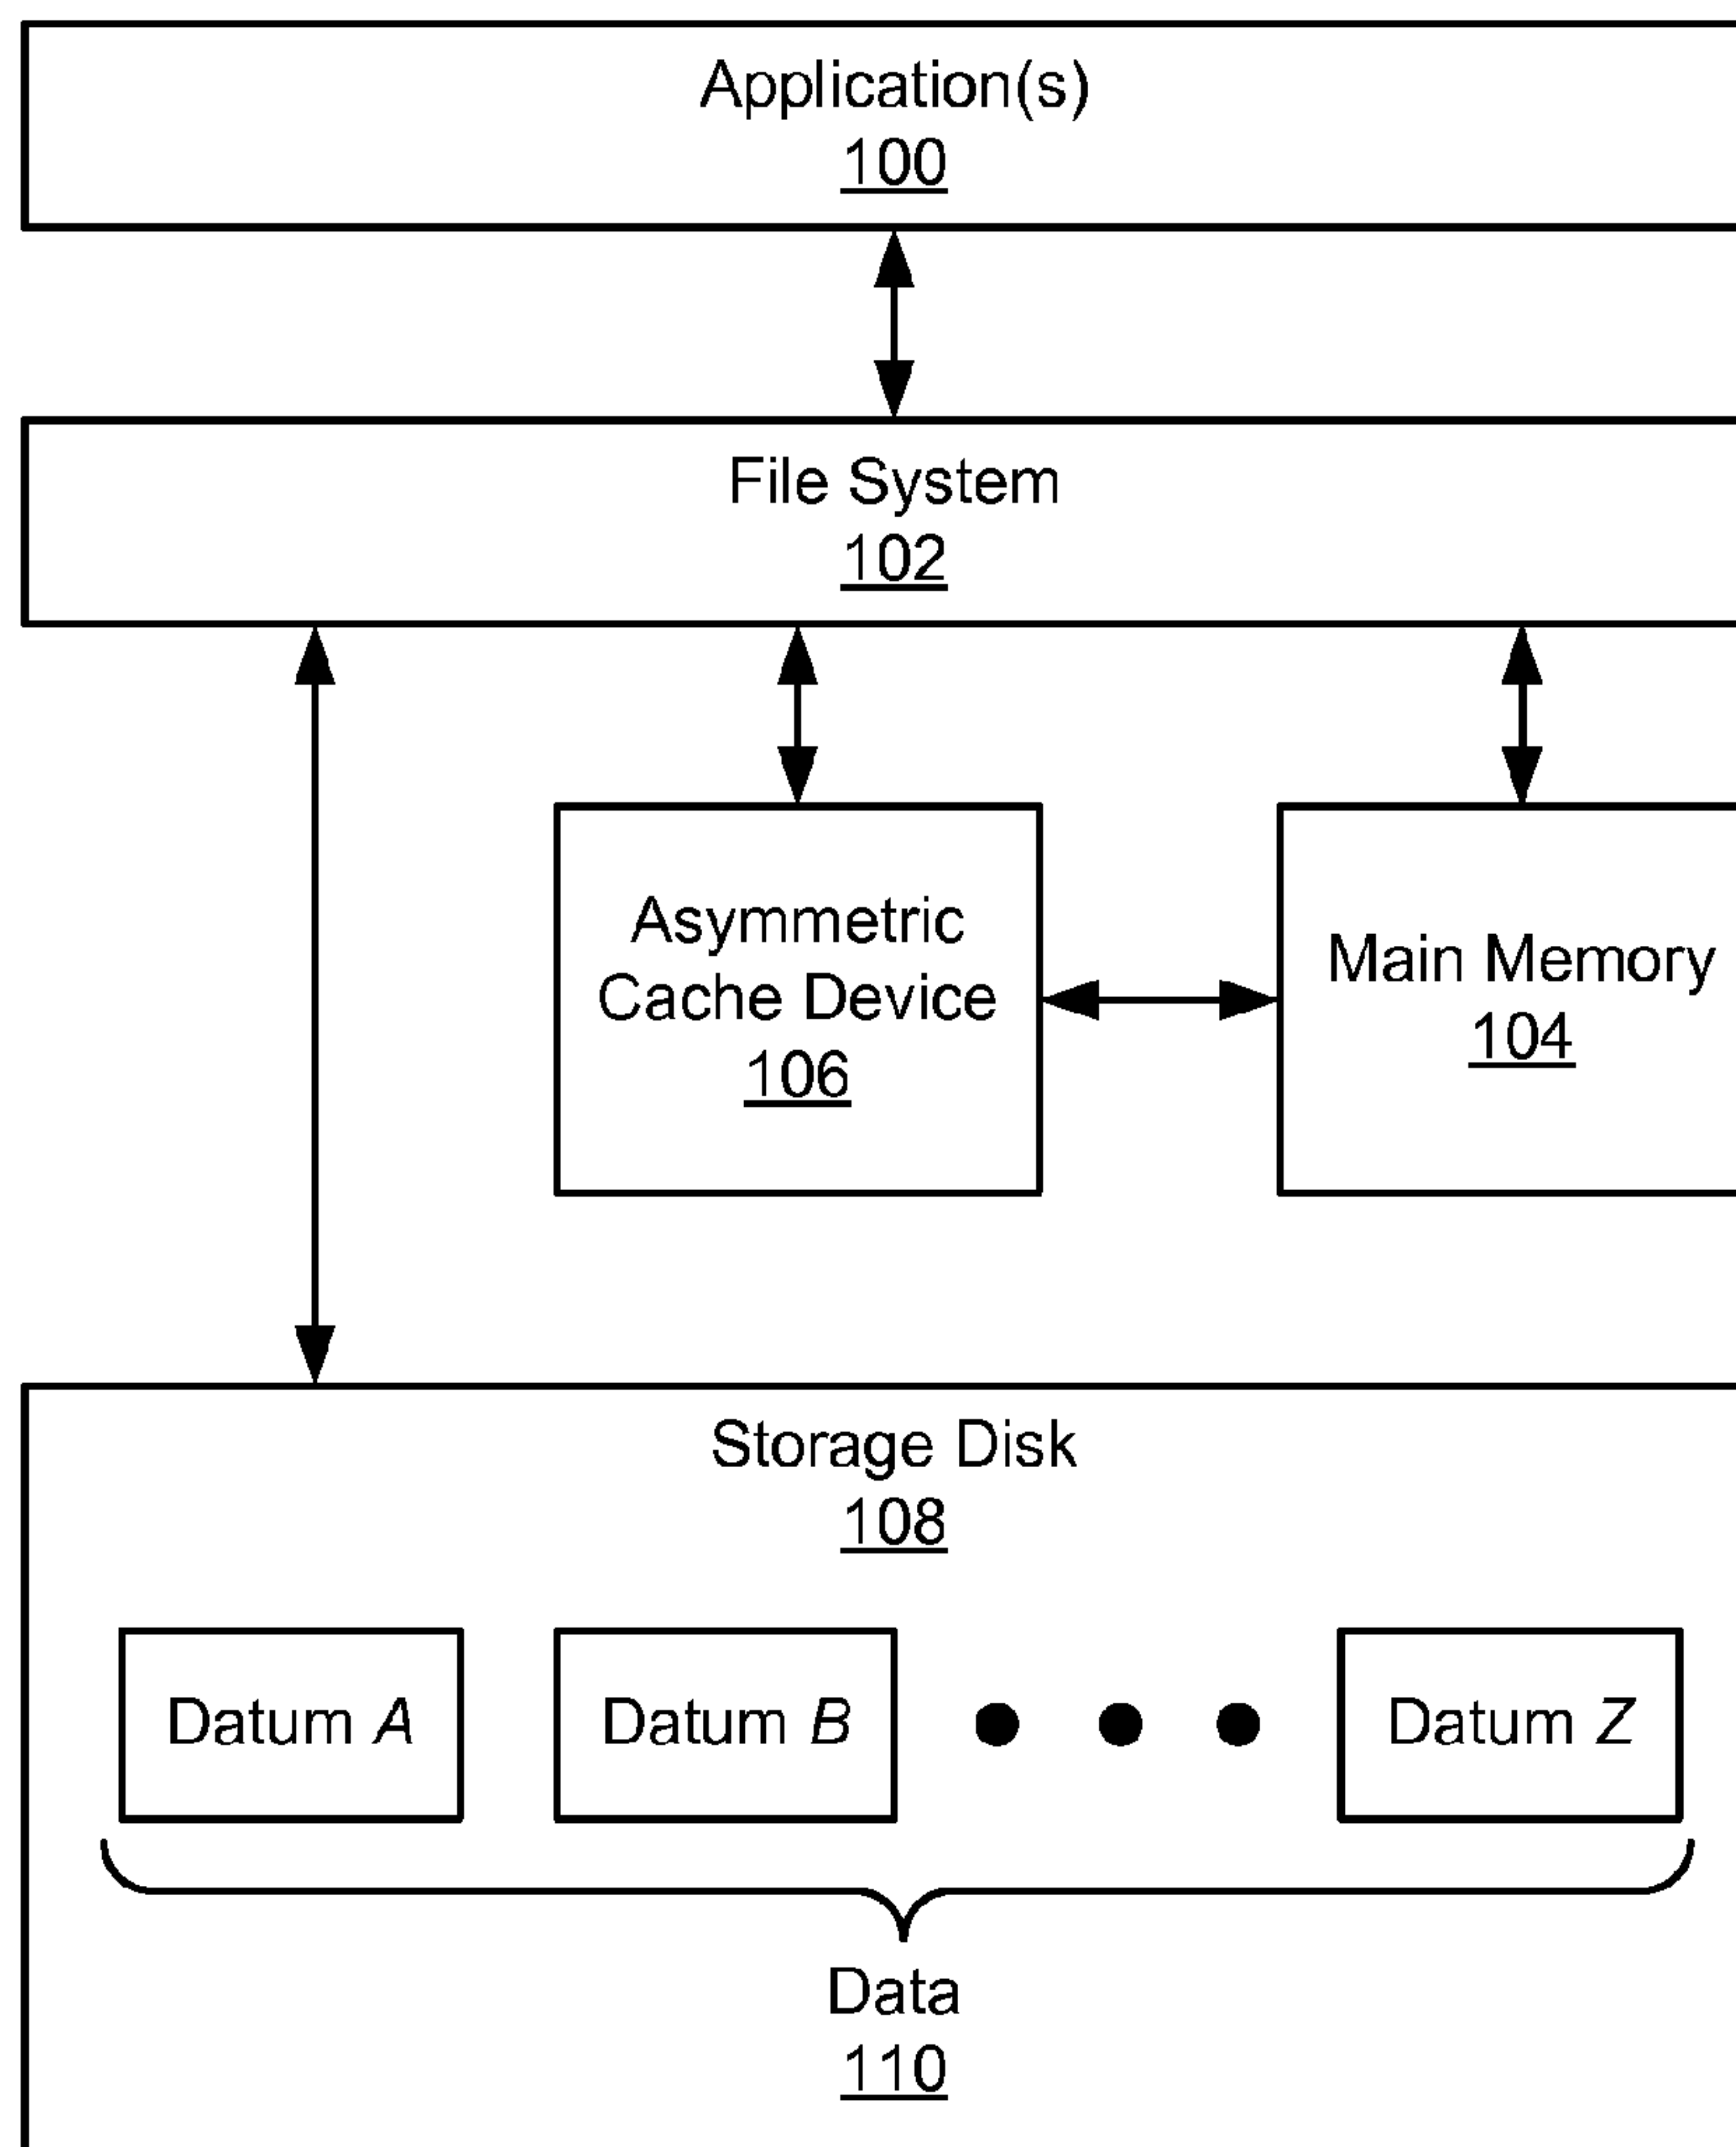 Application(s)
100
File System
102
Asymmetric
Cache Device
106
Main Memory
104
Storage Disk
108
Datum A
Datum B
Datum Z
Data
110